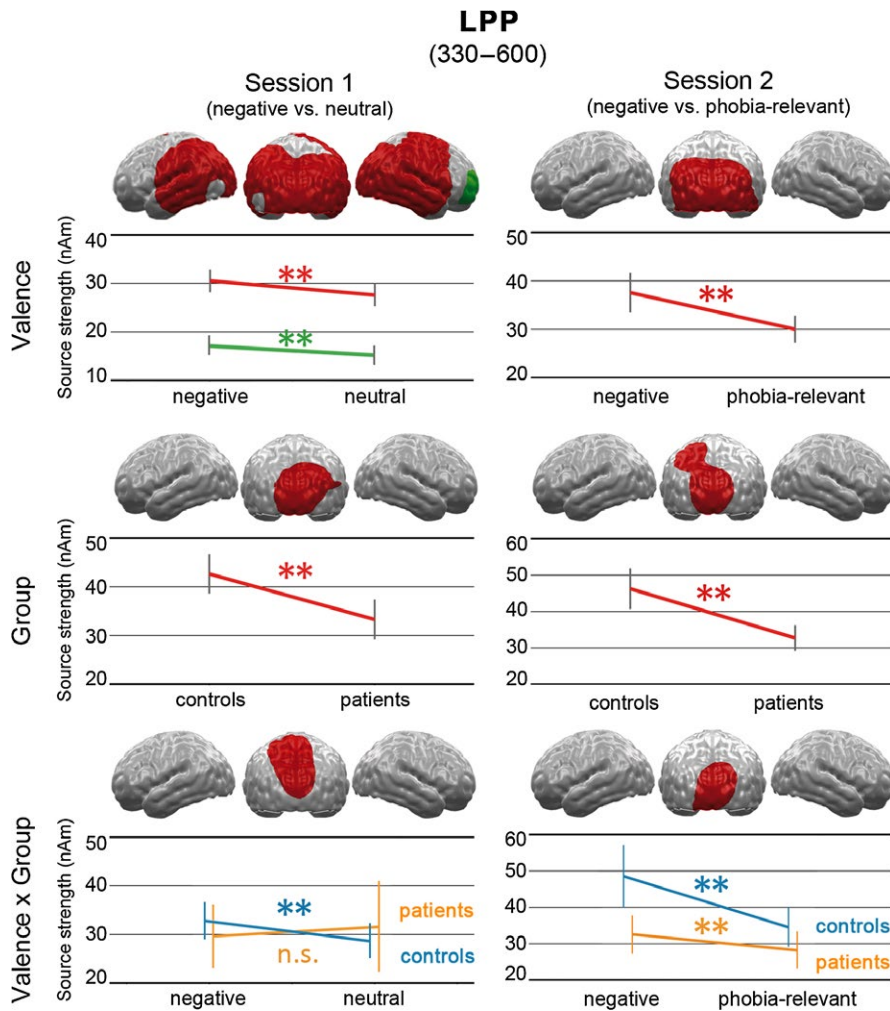 LPP
(330–600)
Session 1
(negative vs. neutral)
Session 2
(negative vs. phobia-relevant)
Valence
Source strength (nAm)
40
30
20
10
**
**
negative
neutral
50
40
30
20
**
negative
phobia-relevant
Group
Source strength (nAm)
50
40
30
20
**
controls
patients
60
50
40
30
20
**
controls
patients
Valence x Group
Source strength (nAm)
50
40
30
20
**
n.s.
patients
controls
negative
neutral
60
50
40
30
20
**
**
controls
patients
negative
phobia-relevant